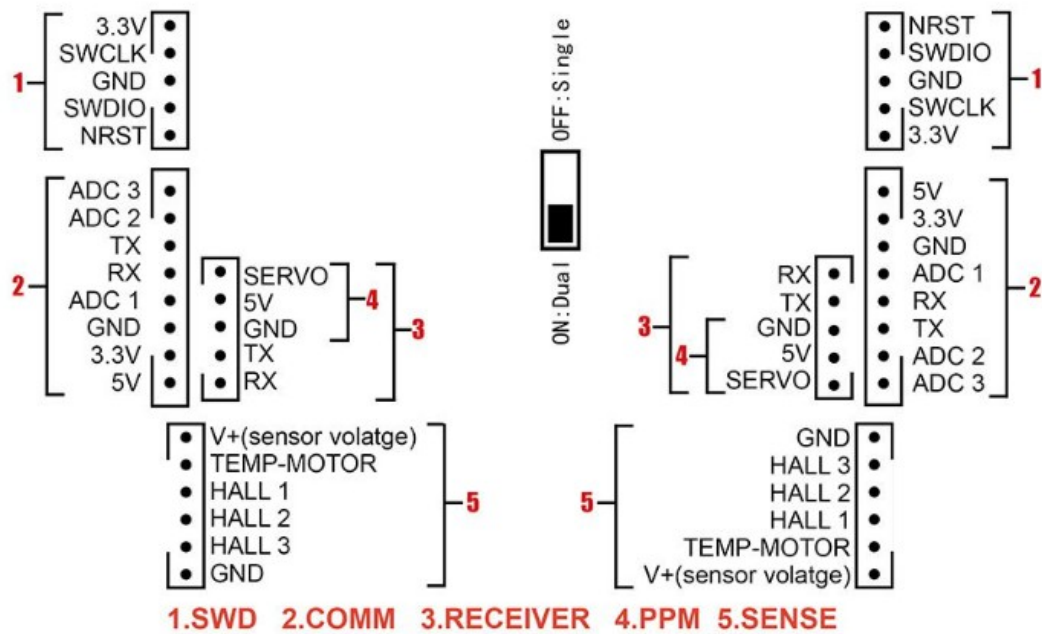 3.3V
SWCLK
GND
SWDIO
NRST
1
OFF:Single
ON:Dual
NRST
SWDIO
GND
SWCLK
3.3V
1
ADC 3
ADC 2
TX
RX
ADC 1
GND
3.3V
5V
2
SERVO
5V
GND
TX
RX
4
3
RX
TX
GND
5V
SERVO
3
4
5V
3.3V
GND
ADC 1
RX
TX
ADC 2
ADC 3
2
V+(sensor volatge)
TEMP-MOTOR
HALL 1
HALL 2
HALL 3
GND
5
GND
HALL 3
HALL 2
HALL 1
TEMP-MOTOR
V+(sensor volatge)
5
1.SWD 2.COMM 3.RECEIVER 4.PPM 5.SENSE